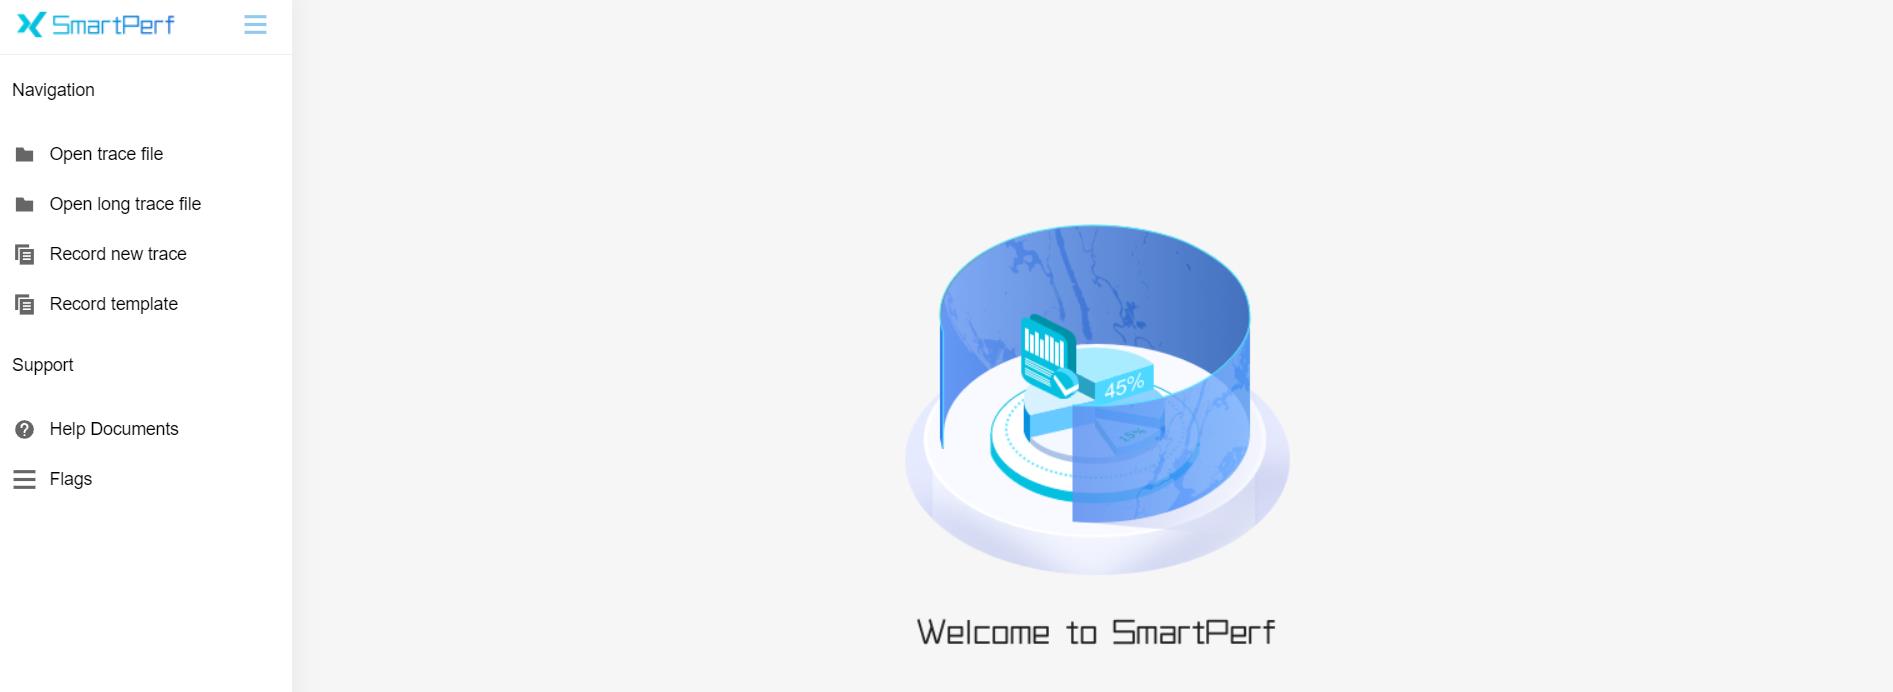 SmartPerf
Navigation
Open trace file
Open long trace file
Record new trace
Record template
Support
Help Documents
Flags
45%
15%
Welcome to SmartPerf